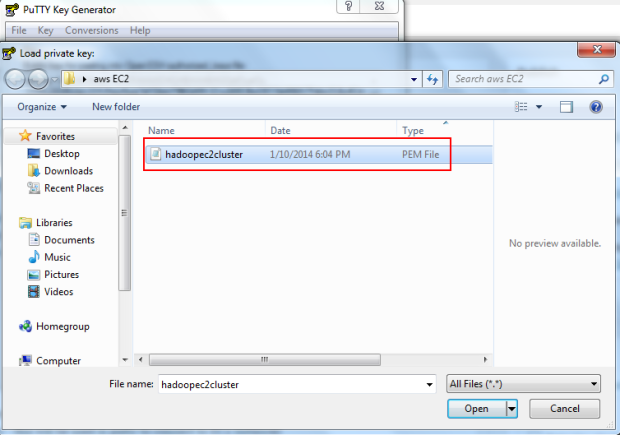 PuTTY Key Generator
File Key Conversions Help
Load private key:
aws EC2
Search aws EC2
Organize
New folder
Favorites
Desktop
Downloads
Recent Places
Libraries
Documents
Music
Pictures
Videos
Homegroup
Computer
Name Date Type
hadoopec2cluster 1/10/2014 6:04 PM PEM File
No preview available.
File name: hadoopec2cluster
All Files (*.*)
Open
Cancel